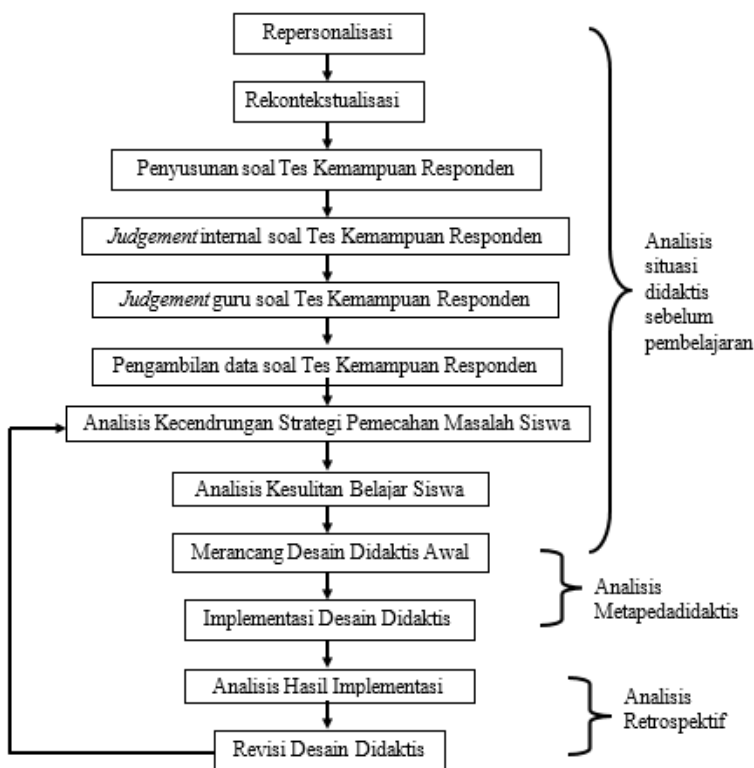 Repersonalisasi
Rekontekstualisasi
Penyusunan soal Tes Kemampuan Responden
Judgement internal soal Tes Kemampuan Responden
Judgement guru soal Tes Kemampuan Responden
Pengambilan data soal Tes Kemampuan Responden
Analisis Kecendrungan Strategi Pemecahan Masalah Siswa
Analisis Kesulitan Belajar Siswa
Merancang Desain Didaktis Awal
Implementasi Desain Didaktis
Analisis Hasil Implementasi
Revisi Desain Didaktis
Analisis
situasi
didaktis
sebelum
pembelajaran
Analisis
Metapedadidaktis
Analisis
Retrospektif